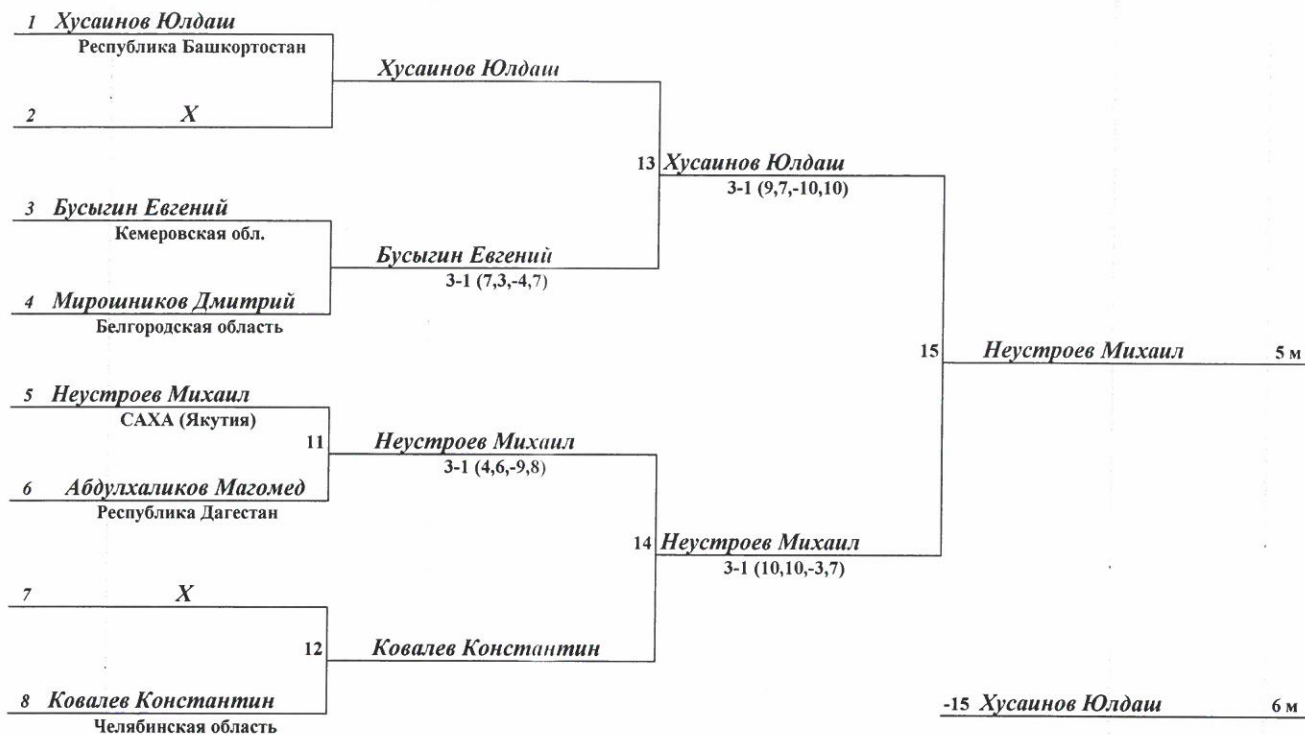 1 Хусаинов Юлдаш
Республика Башкортостан
Хусаинов Юлдаш
2 Х
13 Хусаинов Юлдаш
3-1 (9,7,-10,10)
3 Бусыгин Евгений
Кемеровская обл.
Бусыгин Евгений
3-1 (7,3,-4,7)
4 Мирошников Дмитрий
Белгородская область
15 Неустроев Михаил 5 м
5 Неустроев Михаил
САХА (Якутия)
11 Неустроев Михаил
3-1 (4,6,-9,8)
6 Абдулхаликов Магомед
Республика Дагестан
14 Неустроев Михаил
3-1 (10,10,-3,7)
7 Х
12 Ковалев Константин
8 Ковалев Константин
Челябинская область
-15 Хусаинов Юлдаш 6 м